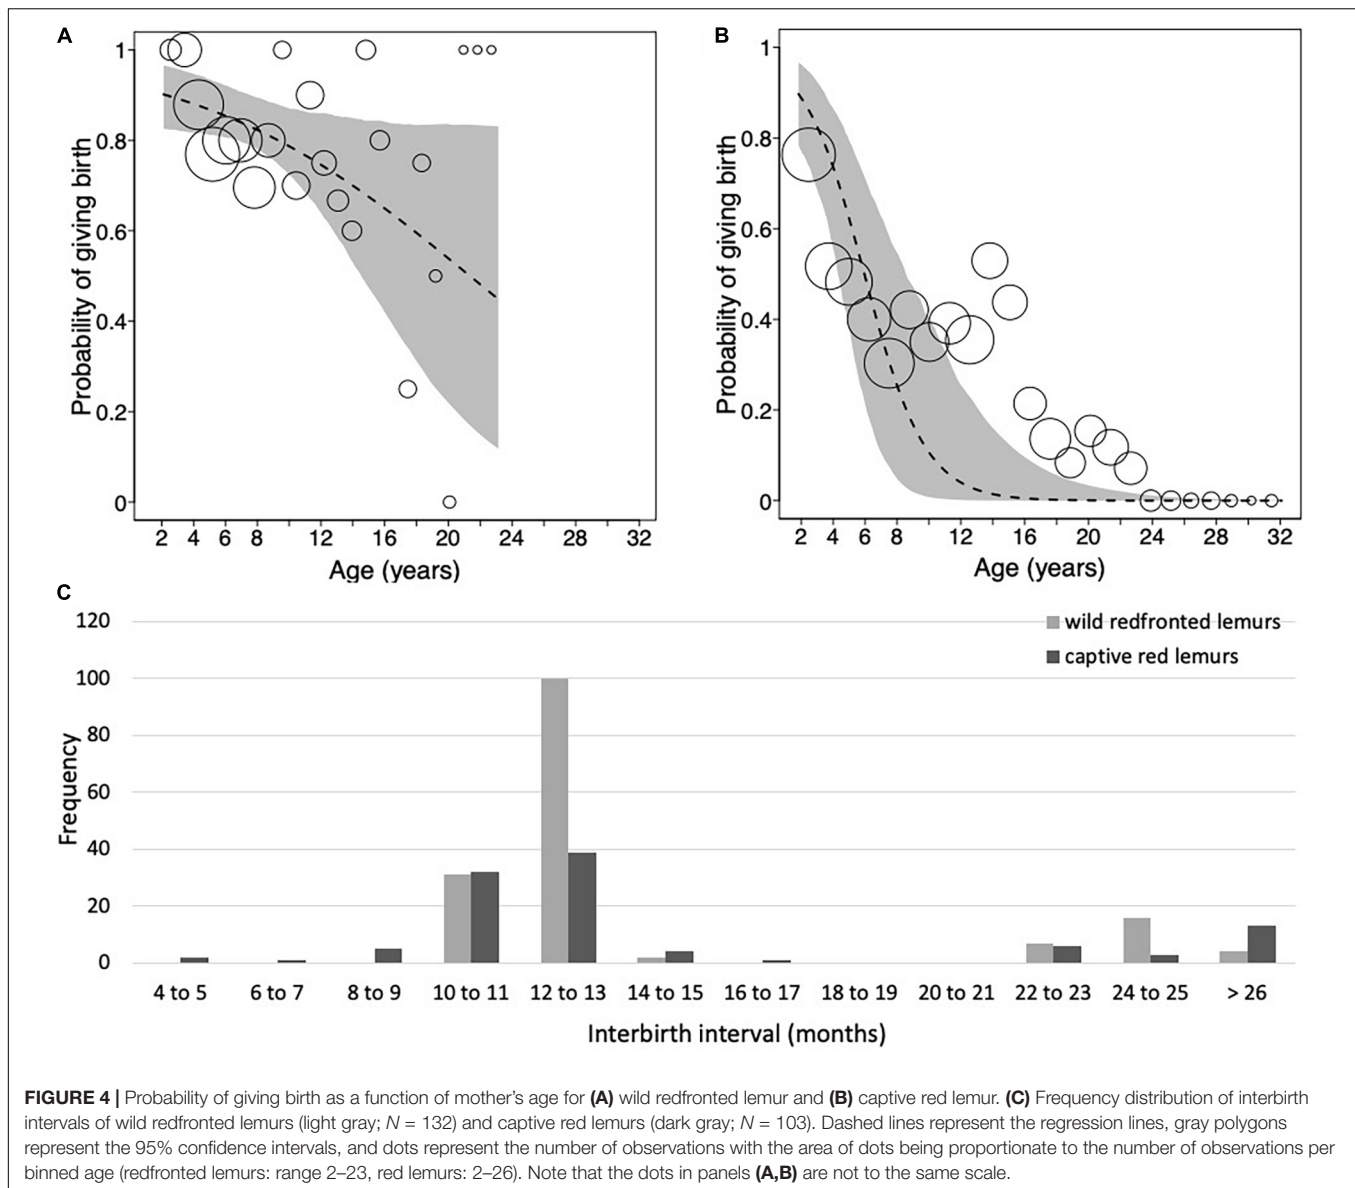 A
B
1
0.8
0.6
0.4
0.2
0
Probability of giving birth
2 4 6 8 12 16 20 24 28 32
Age (years)
1
0.8
0.6
0.4
0.2
0
Probability of giving birth
2 4 6 8 12 16 20 24 28 32
Age (years)
C
120
100
80
60
40
20
0
Frequency
wild redfronted lemurs
captive red lemurs
4 to 5 6 to 7 8 to 9 10 to 11 12 to 13 14 to 15 16 to 17 18 to 19 20 to 21 22 to 23 24 to 25 > 26
Interbirth interval (months)
FIGURE 4 | Probability of giving birth as a function of mother's age for (A) wild redfronted lemur and (B) captive red lemur. (C) Frequency distribution of interbirth
intervals of wild redfronted lemurs (light gray; N = 132) and captive red lemurs (dark gray; N = 103). Dashed lines represent the regression lines, gray polygons
represent the 95% confidence intervals, and dots represent the number of observations with the area of dots being proportionate to the number of observations per
binned age (redfronted lemurs: range 2–23, red lemurs: 2–26). Note that the dots in panels (A,B) are not to the same scale.